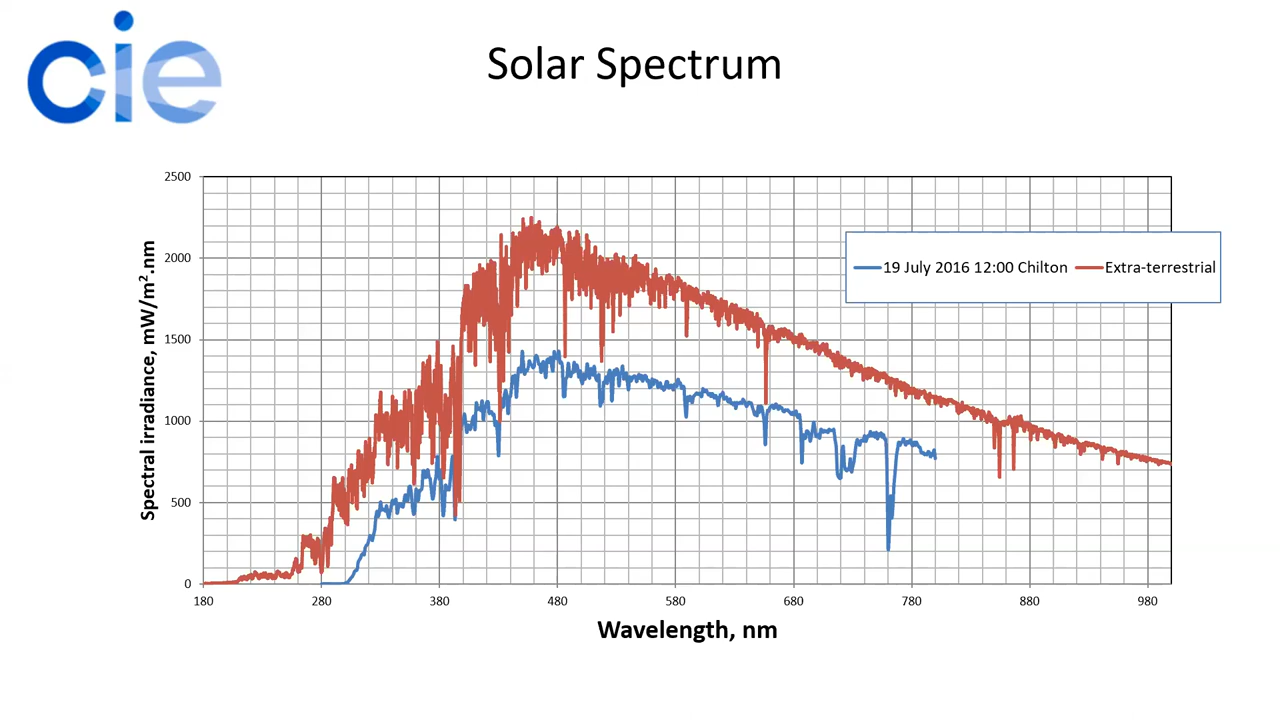 cie
Solar Spectrum
Spectral irradiance, mW/m².nm
2500
2000
1500
1000
500
0
19 July 2016 12:00 Chilton
Extra-terrestrial
180 280 380 480 580 680 780 880 980
Wavelength, nm